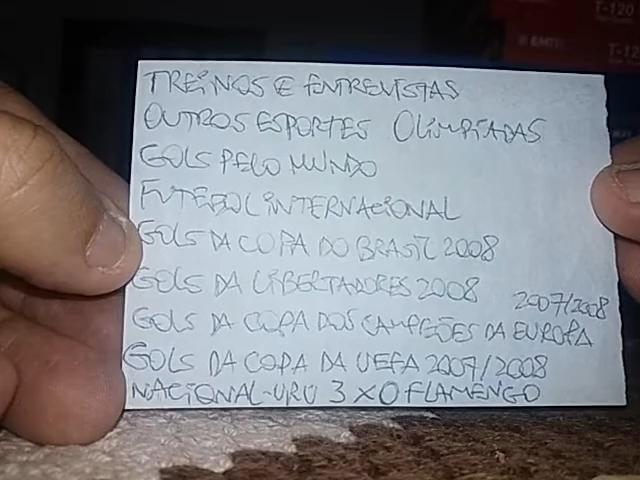 T-120
T-120
TREINOS E ENTREVISTAS
OUTROS ESPORTES OLIMPÍADAS
GOLS PELO MUNDO
FUTEBOL INTERNACIONAL
GOLS DA COPA DO BRASIL 2008
GOLS DA LIBERTADORES 2008
2007/2008
GOLS DA COPA DOS CAMPEÕES DA EUROPA
GOLS DA COPA DA UEFA 2007/2008
NACIONAL-URU 3 X 0 FLAMENGO